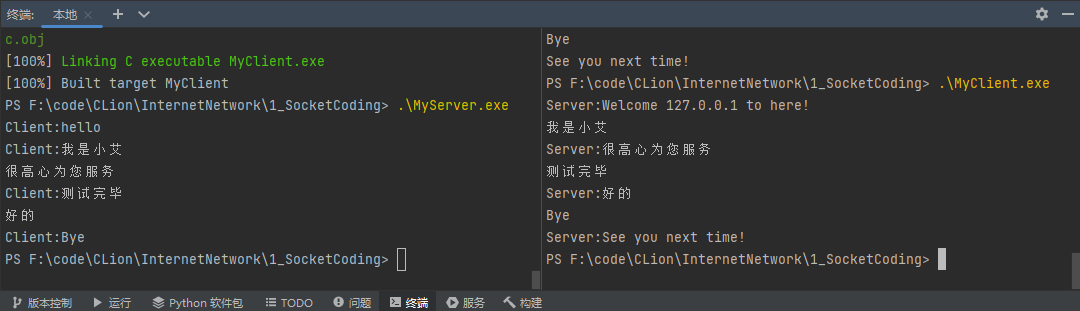 终端: 本地
c.obj
[100%] Linking C executable MyClient.exe
[100%] Built target MyClient
PS F:\code\CLion\InternetNetwork\1_SocketCoding> .\MyServer.exe
Client:hello
Client:我是小艾
很高心为您服务
Client:测试完毕
好的
Client:Bye
PS F:\code\CLion\InternetNetwork\1_SocketCoding>
Bye
See you next time!
PS F:\code\CLion\InternetNetwork\1_SocketCoding> .\MyClient.exe
Server:Welcome 127.0.0.1 to here!
我是小艾
Server:很高心为您服务
测试完毕
Server:好的
Bye
Server:See you next time!
PS F:\code\CLion\InternetNetwork\1_SocketCoding>
版本控制 运行 Python 软件包 TODO 问题 终端 服务 构建